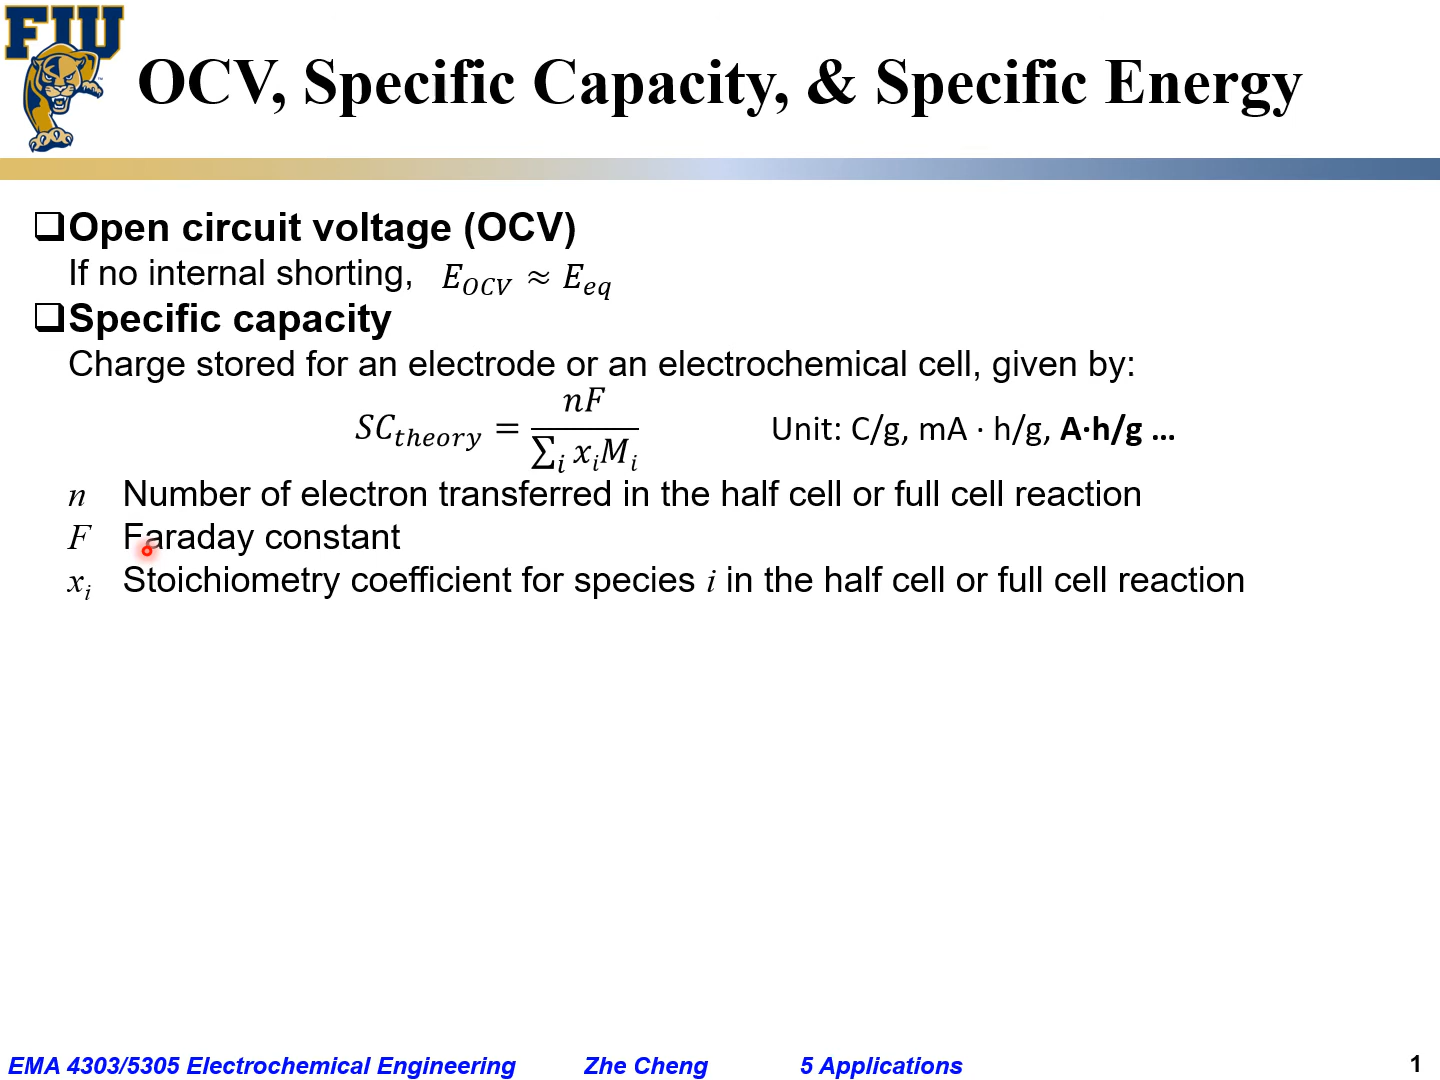 FIU
OCV, Specific Capacity, & Specific Energy
❑Open circuit voltage (OCV)
If no internal shorting, E_OCV ≈ E_eq
❑Specific capacity
Charge stored for an electrode or an electrochemical cell, given by:
SC_theory = nF / ∑_i x_i M_i Unit: C/g, mA · h/g, A·h/g ...
n Number of electron transferred in the half cell or full cell reaction
F Faraday constant
x_i Stoichiometry coefficient for species i in the half cell or full cell reaction
EMA 4303/5305 Electrochemical Engineering Zhe Cheng 5 Applications 1